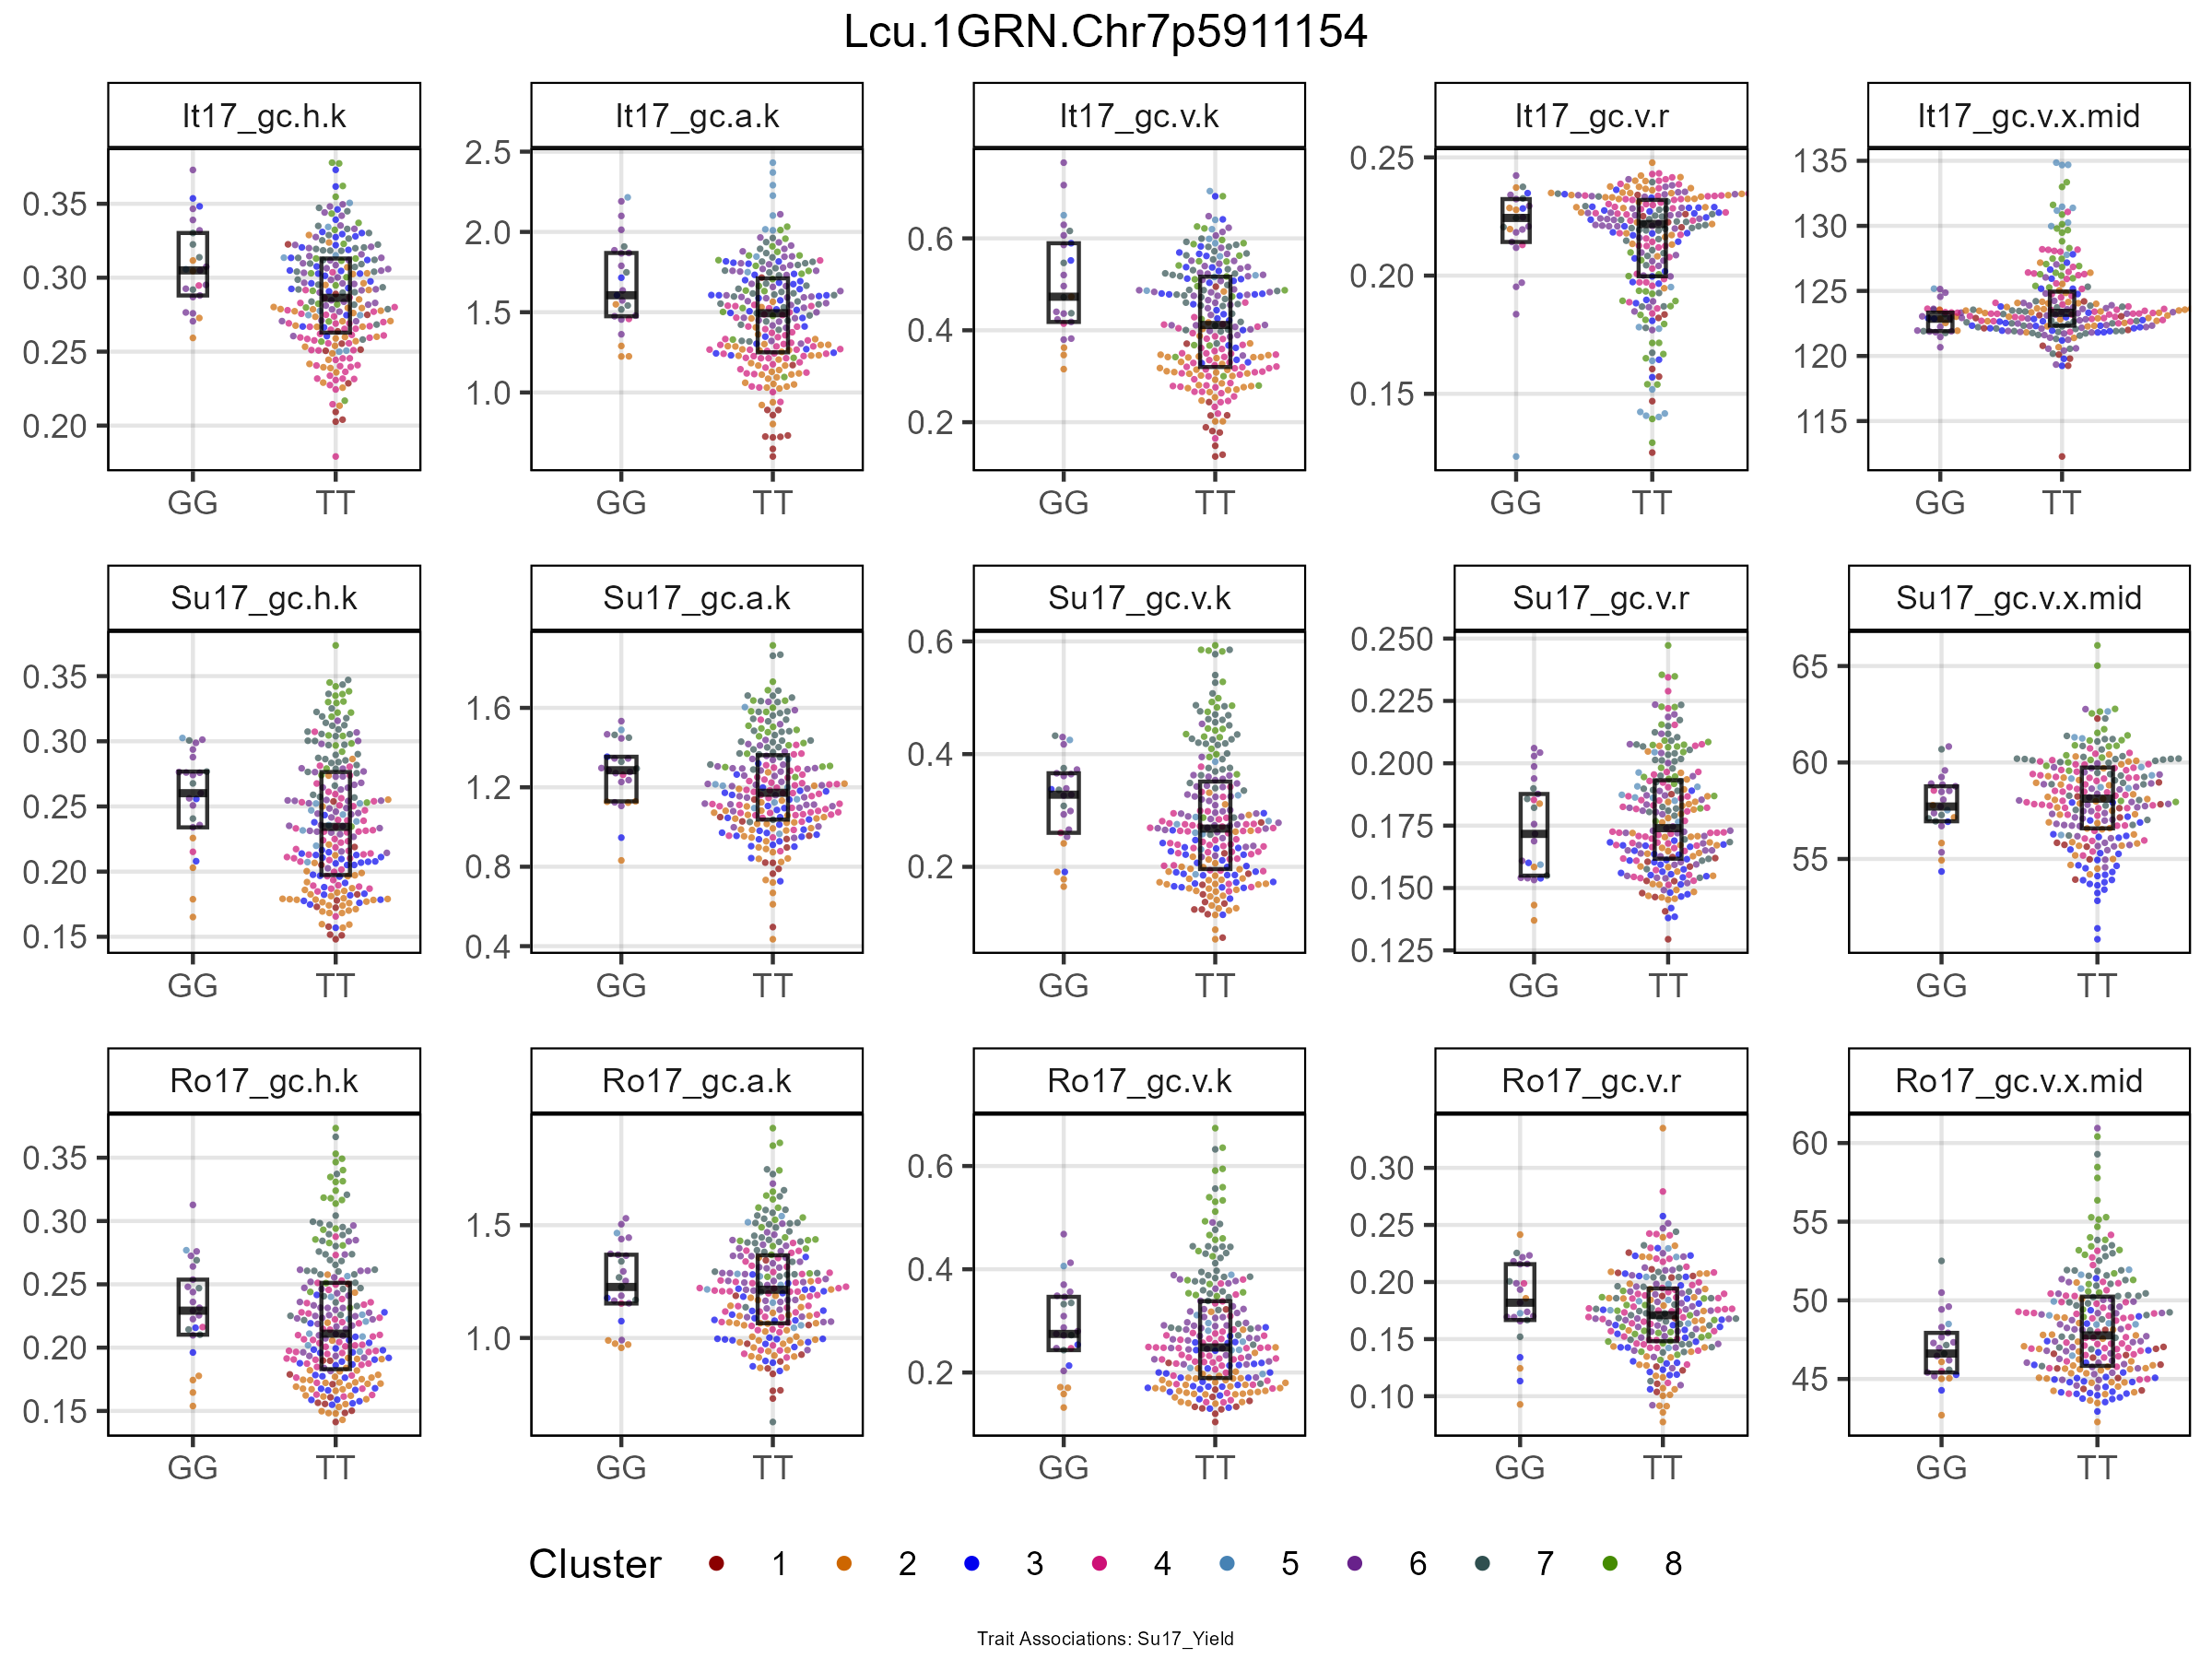 Lcu.1GRN.Chr7p5911154
It17_gc.h.k It17_gc.a.k It17_gc.v.k It17_gc.v.r It17_gc.v.x.mid
0.35 0.30 0.25 0.20
2.5 2.0 1.5 1.0
0.6 0.4 0.2
0.25 0.20 0.15
135 130 125 120 115
GG TT GG TT GG TT GG TT GG TT
Su17_gc.h.k Su17_gc.a.k Su17_gc.v.k Su17_gc.v.r Su17_gc.v.x.mid
0.35 0.30 0.25 0.20 0.15
1.6 1.2 0.8 0.4
0.6 0.4 0.2
0.250 0.225 0.200 0.175 0.150 0.125
65 60 55
GG TT GG TT GG TT GG TT GG TT
Ro17_gc.h.k Ro17_gc.a.k Ro17_gc.v.k Ro17_gc.v.r Ro17_gc.v.x.mid
0.35 0.30 0.25 0.20 0.15
1.5 1.0
0.6 0.4 0.2
0.30 0.25 0.20 0.15 0.10
60 55 50 45
GG TT GG TT GG TT GG TT GG TT
Cluster 1 2 3 4 5 6 7 8
Trait Associations: Su17_Yield